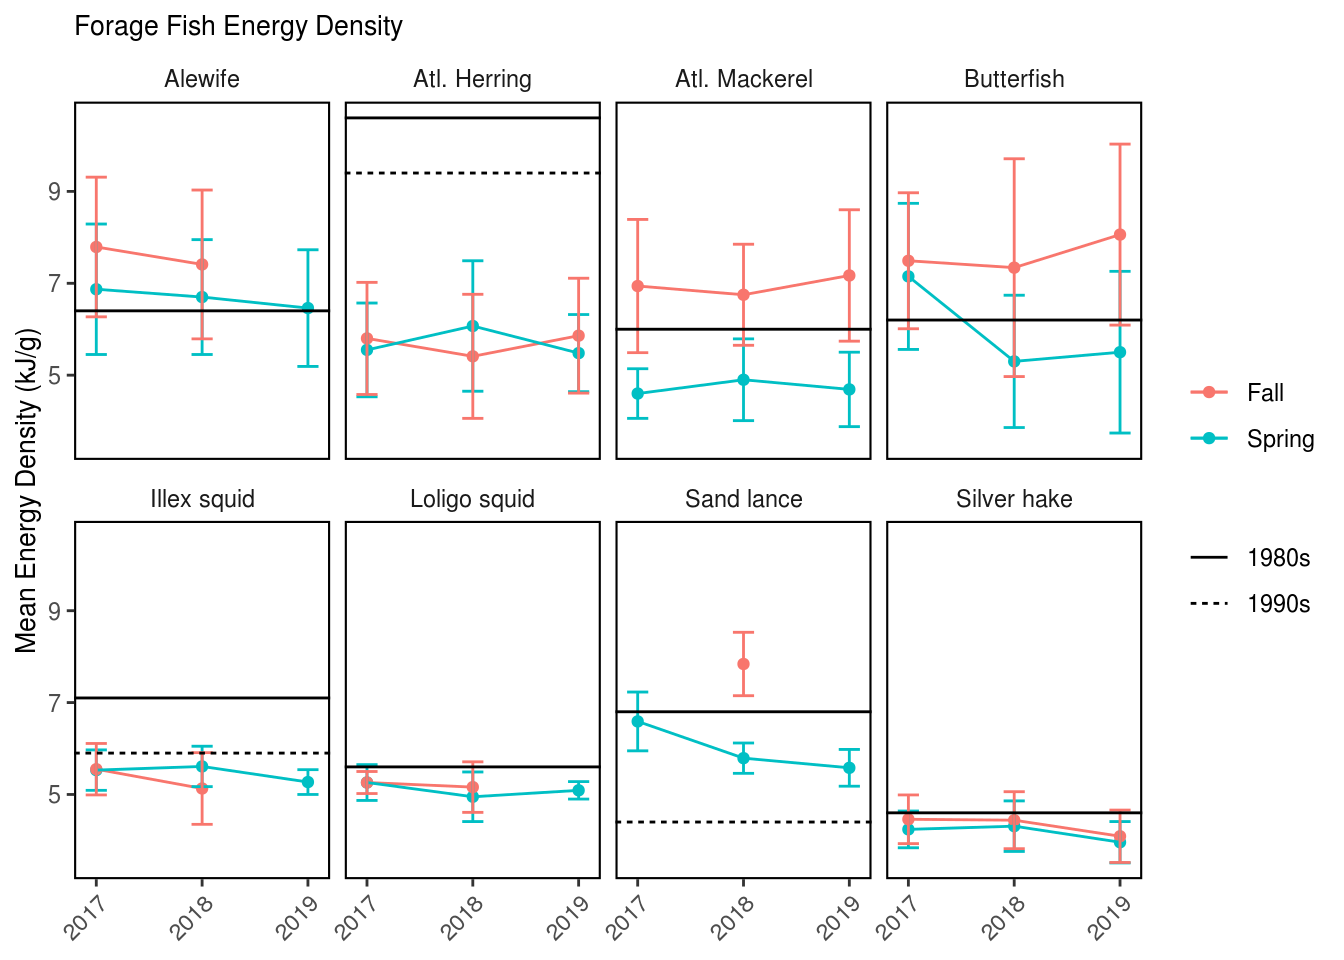 Forage Fish Energy Density
Alewife
Atl. Herring
Atl. Mackerel
Butterfish
9
7
5
Mean Energy Density (kJ/g)
Fall
Spring
Illex squid
Loligo squid
Sand lance
Silver hake
1980s
1990s
9
7
5
2017
2018
2019
2017
2018
2019
2017
2018
2019
2017
2018
2019